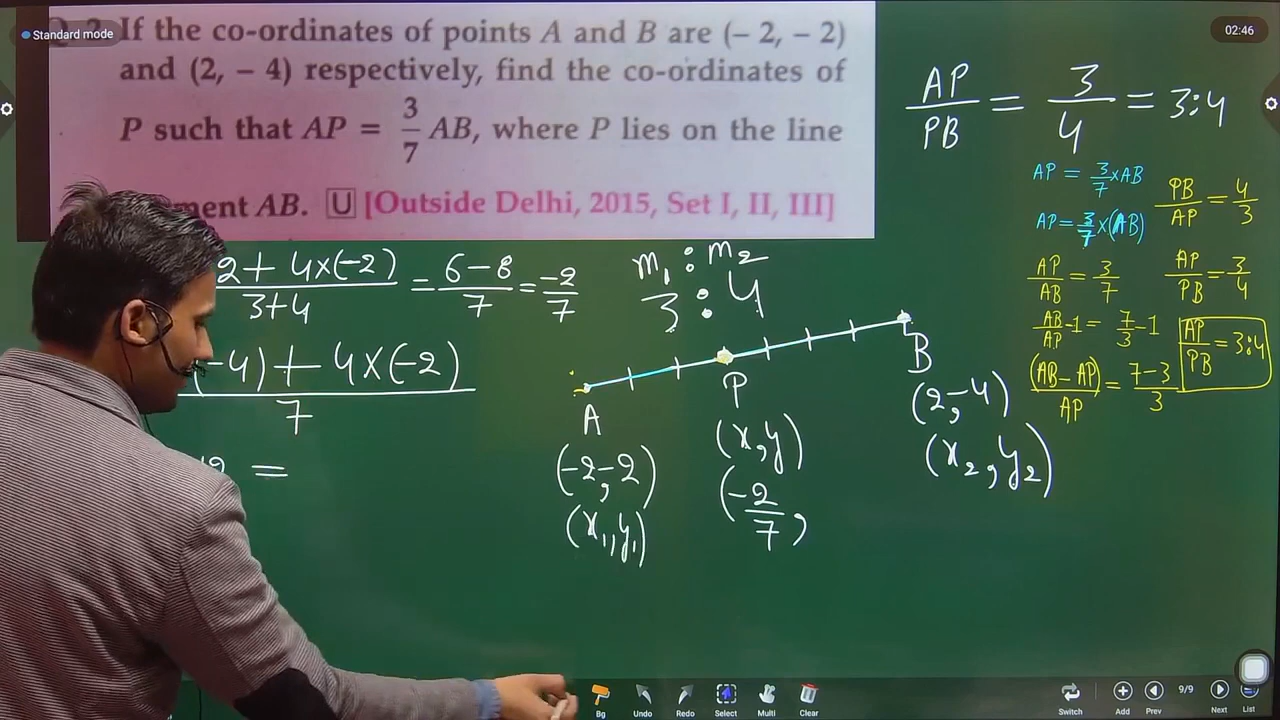 Standard mode
02:46
If the co-ordinates of points A and B are (– 2, – 2)
and (2, – 4) respectively, find the co-ordinates of
P such that AP = 3/7 AB, where P lies on the line
ment AB. U [Outside Delhi, 2015, Set I, II, III]
AP/PB = 3/4 = 3:4
AP = 3/7 × AB
AP = 3/7 × (AB)
AP/AB = 3/7
AB/AP - 1 = 7/3 - 1
(AB - AP)/AP = 7-3/3
PB/AP = 4/3
AP/PB = 3/4
AP/PB = 3:4
2 + 4×(-2)/3+4 = 6-8/7 = -2/7
-4) + 4×(-2)/7
=
m₁ : m₂
3 : 4
A
P
B
(-2,-2)
(x,y)
(2,-4)
(x₁,y₁)
(-2/7,
(x₂,y₂)
Bg
Undo
Redo
Select
Multi
Clear
Switch
Add
Prev
9/9
Next
List